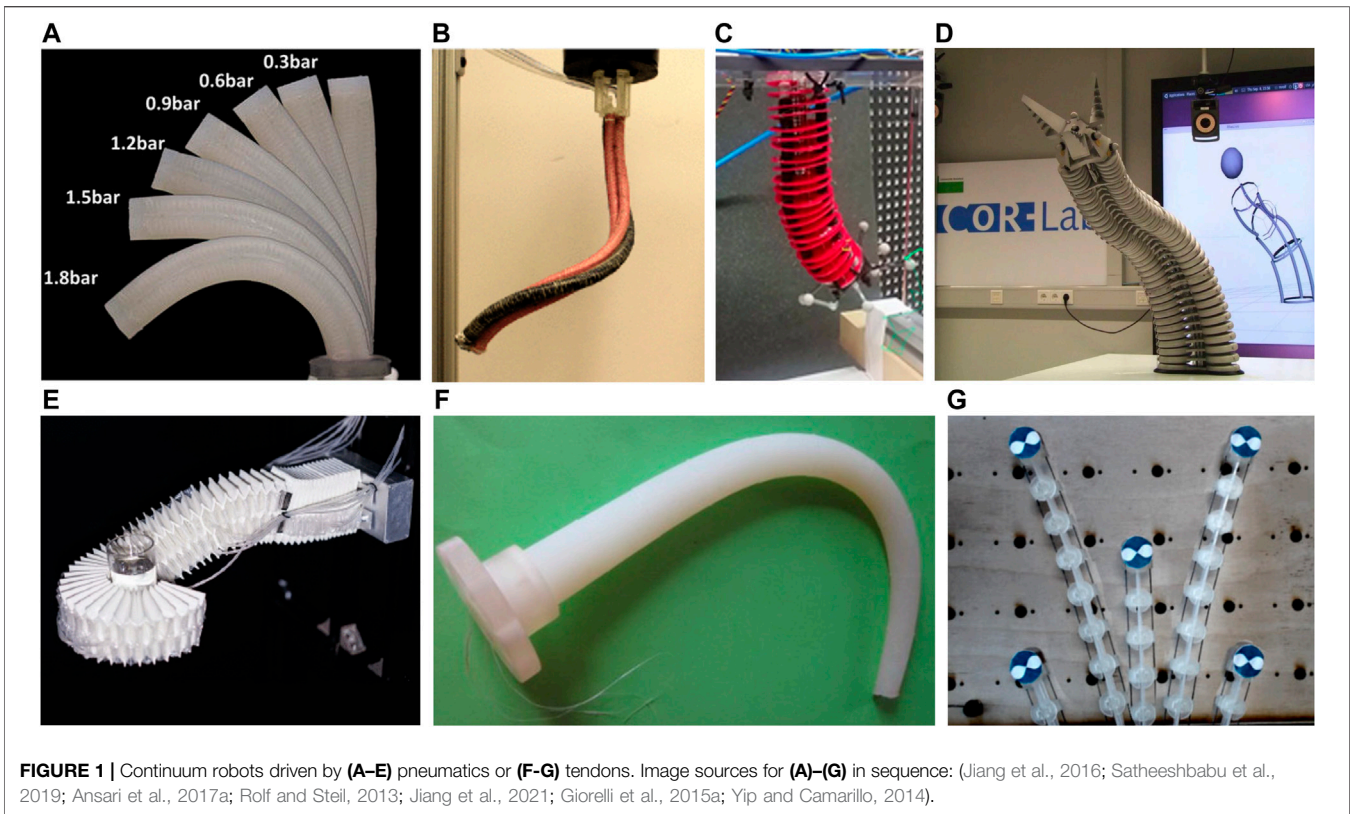 A
B
C
D
0.3bar
0.6bar
0.9bar
1.2bar
1.5bar
1.8bar
COR-Lab
E
F
G
FIGURE 1 | Continuum robots driven by (A–E) pneumatics or (F-G) tendons. Image sources for (A)–(G) in sequence: (Jiang et al., 2016; Satheeshbabu et al.,
2019; Ansari et al., 2017a; Rolf and Steil, 2013; Jiang et al., 2021; Giorelli et al., 2015a; Yip and Camarillo, 2014).